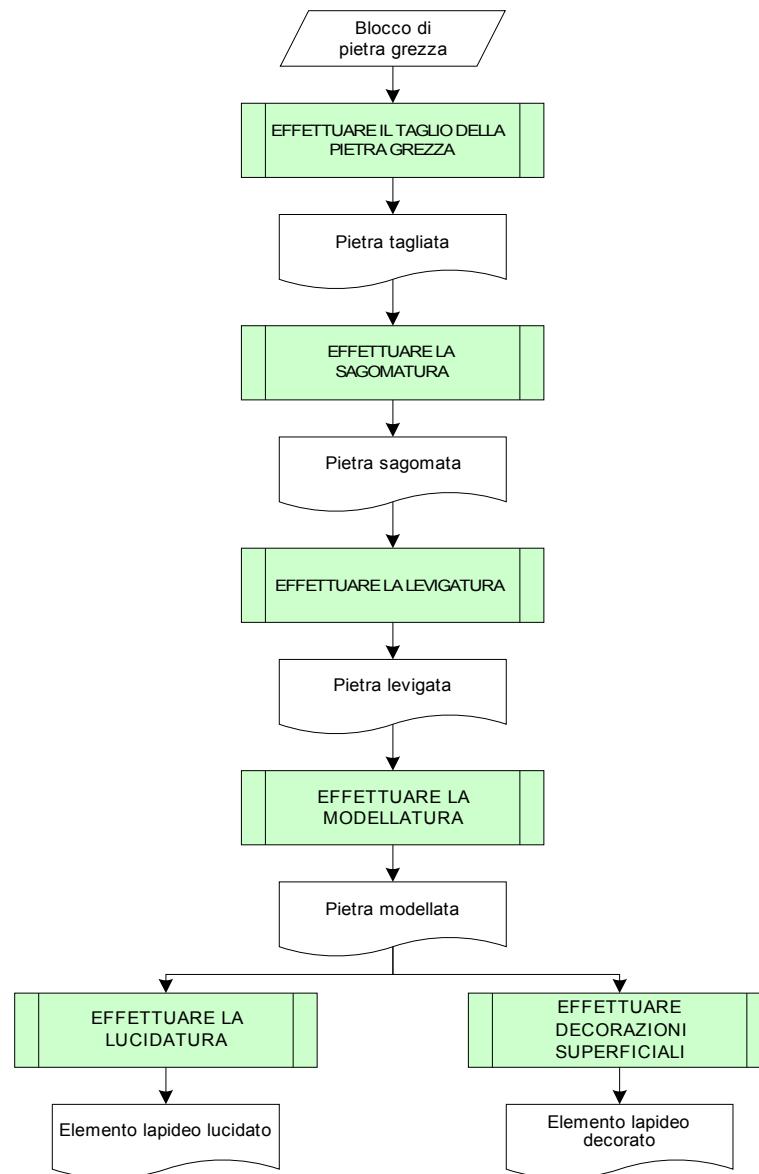 Blocco di
pietra grezza
EFFETTUARE IL TAGLIO DELLA
PIETRA GREZZA
Pietra tagliata
EFFETTUARE LA
SAGOMATURA
Pietra sagomata
EFFETTUARE LA LEVIGATURA
Pietra levigata
EFFETTUARE LA
MODELLATURA
Pietra modellata
EFFETTUARE LA
LUCIDATURA
EFFETTUARE
DECORAZIONI
SUPERFICIALI
Elemento lapideo lucidato
Elemento lapideo
decorato